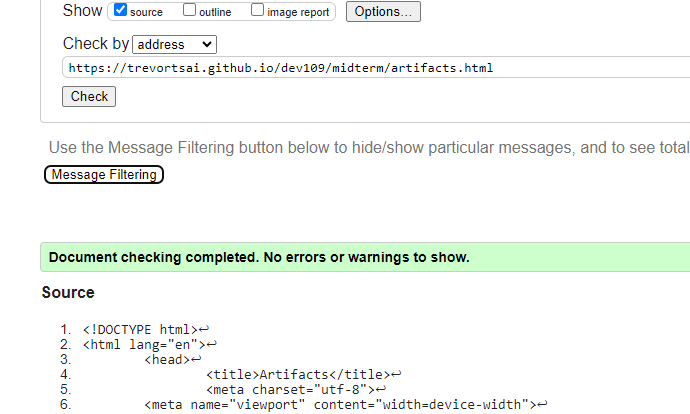 Show source outline image report Options...
Check by address
https://trevortsai.github.io/dev109/midterm/artifacts.html
Check
Use the Message Filtering button below to hide/show particular messages, and to see total
Message Filtering
Document checking completed. No errors or warnings to show.
Source
1. <!DOCTYPE html>↩
2. <html lang="en">↩
3. <head>↩
4. <title>Artifacts</title>↩
5. <meta charset="utf-8">↩
6. <meta name="viewport" content="width=device-width">↩